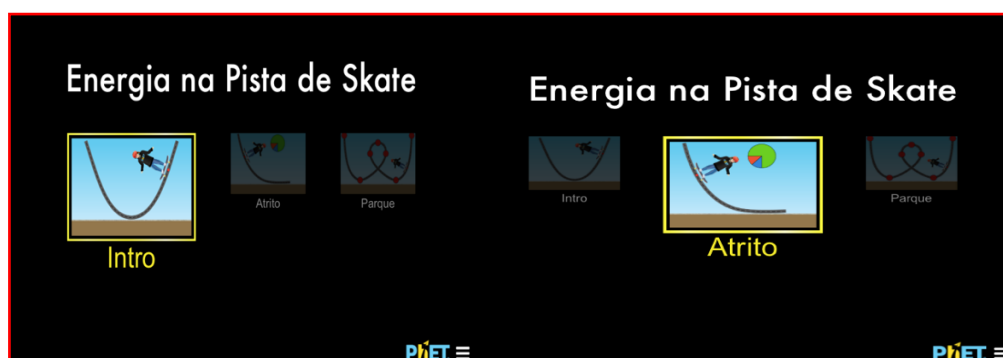 Energia na Pista de Skate
Intro
Atrito
Parque
PhET
Energia na Pista de Skate
Intro
Atrito
Parque
PhET